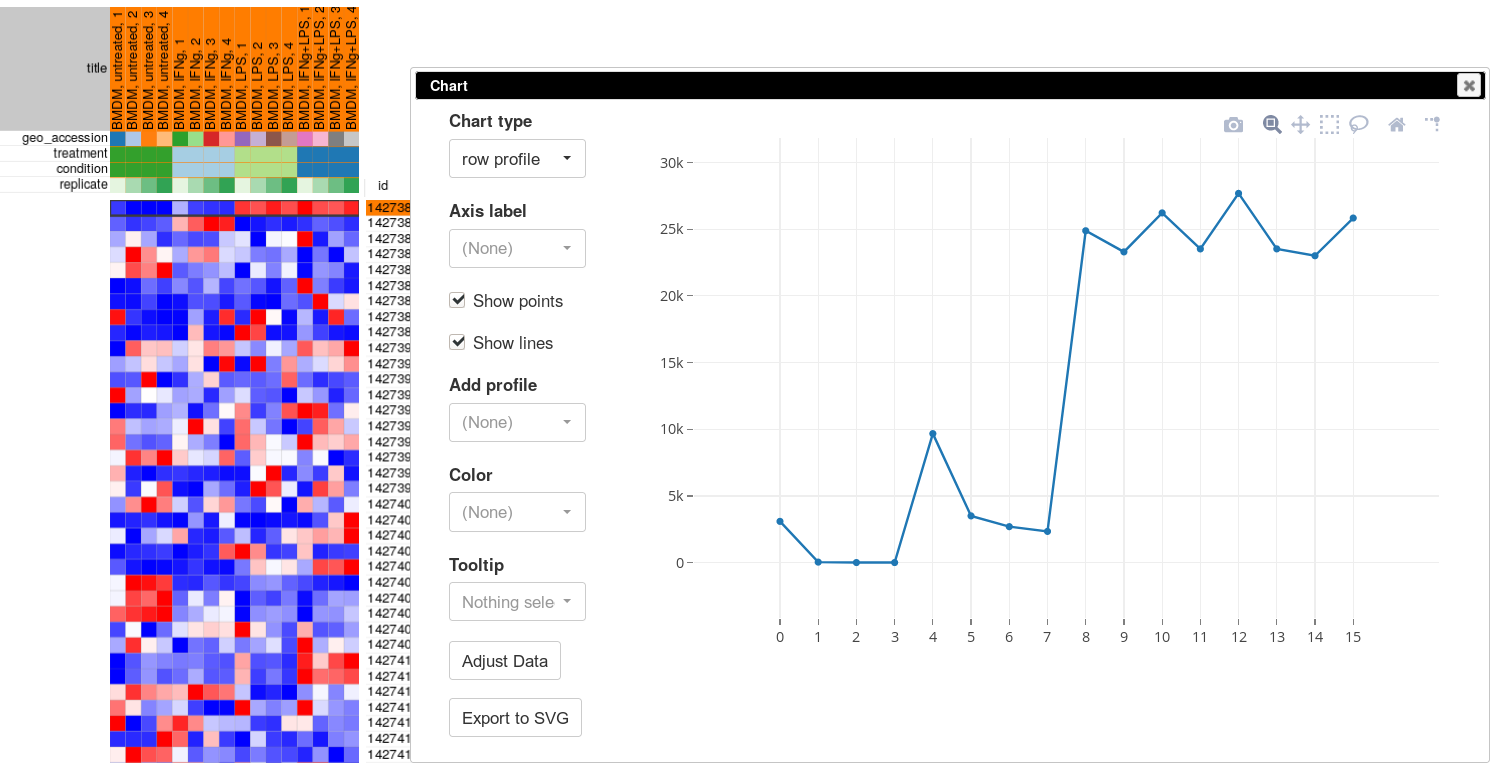 title
BMDM, untreated, 1
BMDM, untreated, 2
BMDM, untreated, 3
BMDM, untreated, 4
BMDM, IFNg, 1
BMDM, IFNg, 2
BMDM, IFNg, 3
BMDM, IFNg, 4
BMDM, LPS, 1
BMDM, LPS, 2
BMDM, LPS, 3
BMDM, LPS, 4
BMDM, IFNg+LPS, 1
BMDM, IFNg+LPS, 2
BMDM, IFNg+LPS, 3
BMDM, IFNg+LPS, 4
geo_accession
treatment
condition
replicate
id
142738
142738
142738
142738
142738
142738
142738
142738
142738
142739
142739
142739
142739
142739
142739
142739
142739
142739
142739
142740
142740
142740
142740
142740
142740
142740
142740
142740
142740
142741
142741
142741
142741
142741
142741
142741
Chart
Chart type
row profile
Axis label
(None)
Show points
Show lines
Add profile
(None)
Color
(None)
Tooltip
Nothing sele
Adjust Data
Export to SVG
30k
25k
20k
15k
10k
5k
0
0 1 2 3 4 5 6 7 8 9 10 11 12 13 14 15